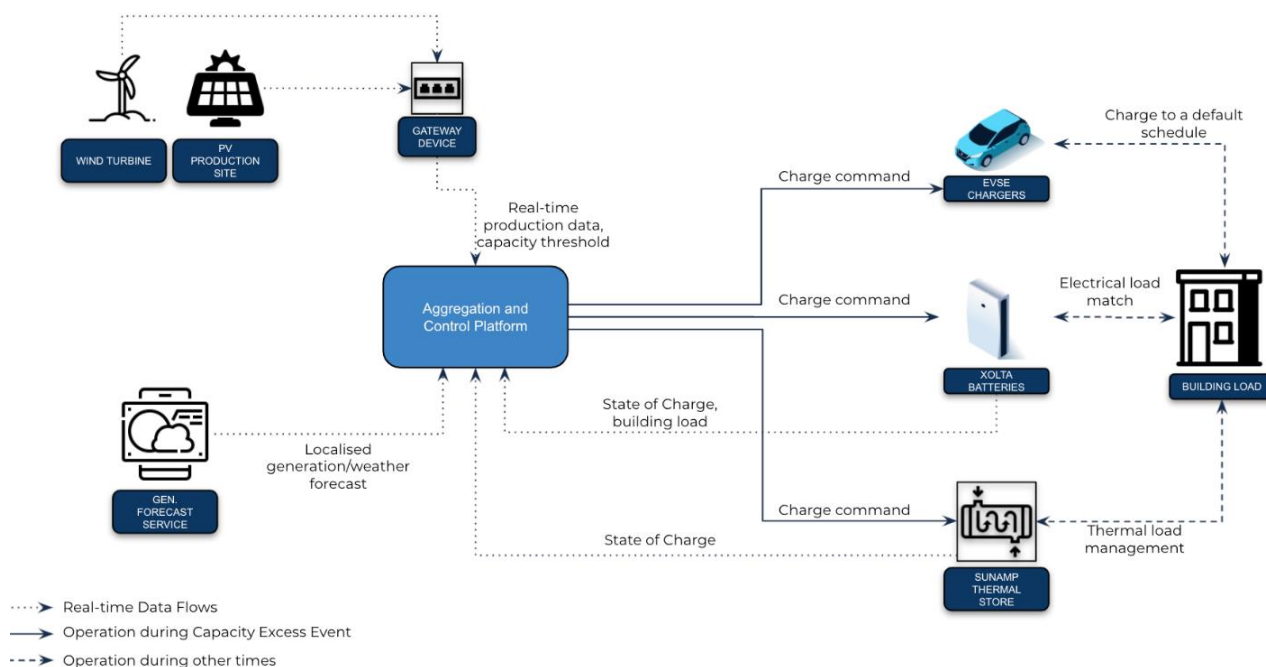 WIND TURBINE
PV
PRODUCTION
SITE
GATEWAY
DEVICE
Real-time
production data,
capacity threshold
Aggregation and
Control Platform
Charge command
EVSE
CHARGERS
Charge to a default
schedule
Charge command
XOLTA
BATTERIES
Electrical load
match
BUILDING LOAD
State of Charge,
building load
Localised
generation/weather
forecast
GEN.
FORECAST
SERVICE
Charge command
State of Charge
SUNAMP
THERMAL
STORE
Thermal load
management
Real-time Data Flows
Operation during Capacity Excess Event
Operation during other times